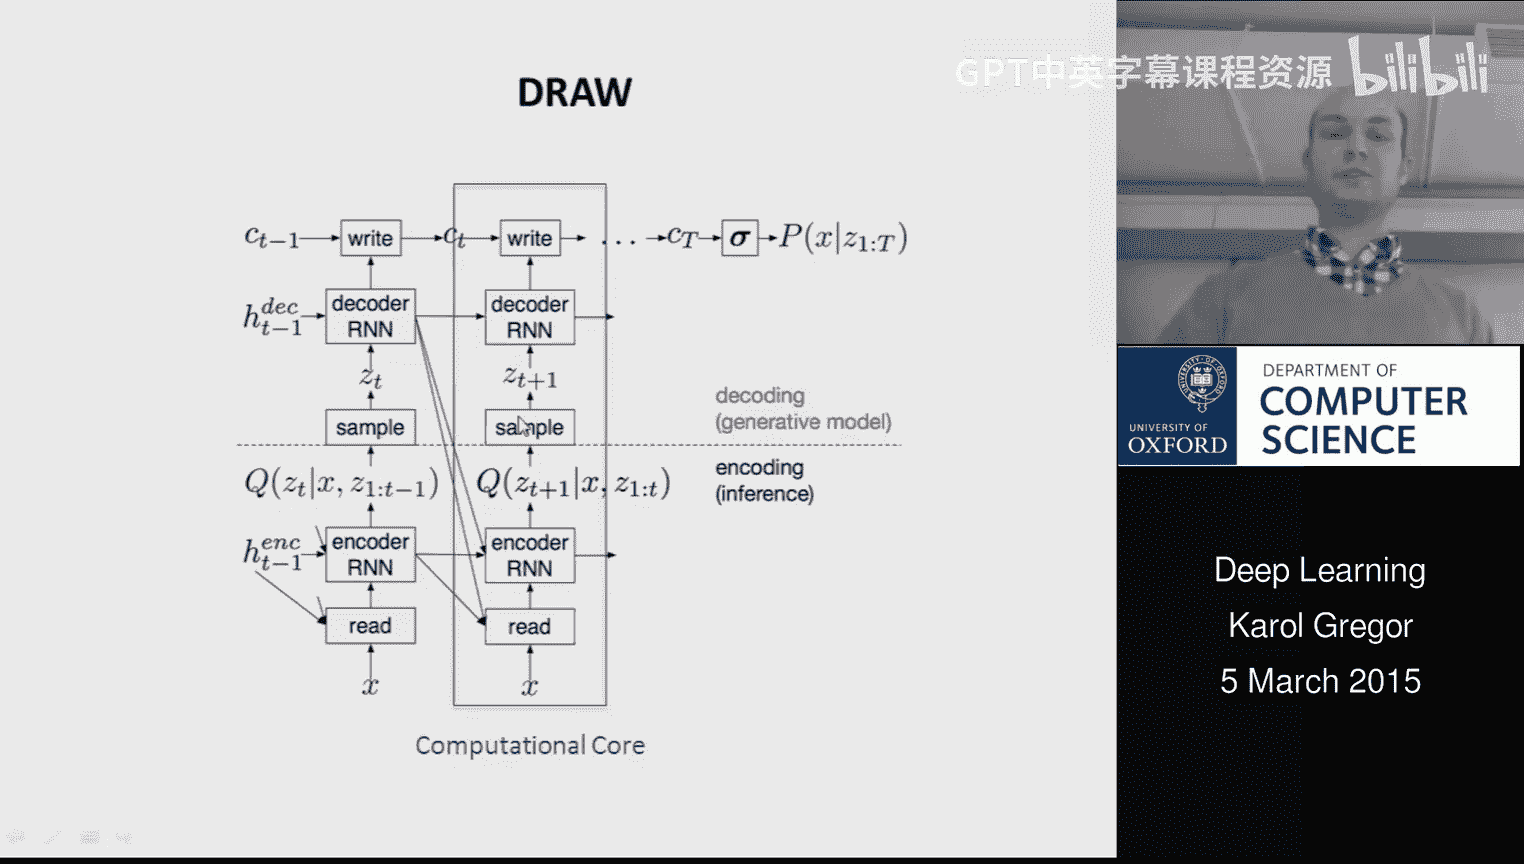 DRAW
GPT中英字幕课程资源 bilibili
c_{t-1} write c_t write ... c_T σ P(x|z_{1:T})
h_{t-1}^{dec} decoder RNN decoder RNN
z_t z_{t+1}
sample sample
decoding
(generative model)
Q(z_t|x, z_{1:t-1}) Q(z_{t+1}|x, z_{1:t})
encoding
(inference)
h_{t-1}^{enc} encoder RNN encoder RNN
read read
x x
Computational Core
UNIVERSITY OF
OXFORD
DEPARTMENT OF
COMPUTER
SCIENCE
Deep Learning
Karol Gregor
5 March 2015